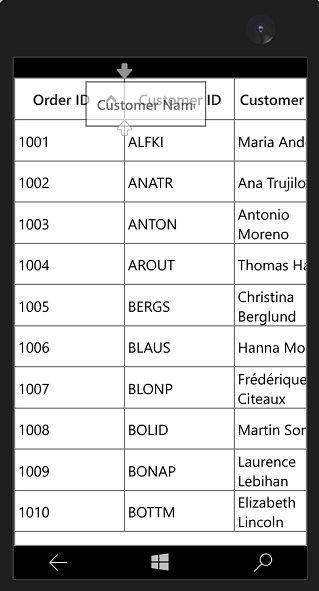 Order ID Customer ID Customer
Customer Nam
1001 ALFKI Maria And
1002 ANATR Ana Trujilo
1003 ANTON Antonio
Moreno
1004 AROUT Thomas Ha
1005 BERGS Christina
Berglund
1006 BLAUS Hanna Mo
1007 BLONP Frédérique
Citeaux
1008 BOLID Martin Som
1009 BONAP Laurence
Lebihan
1010 BOTTM Elizabeth
Lincoln